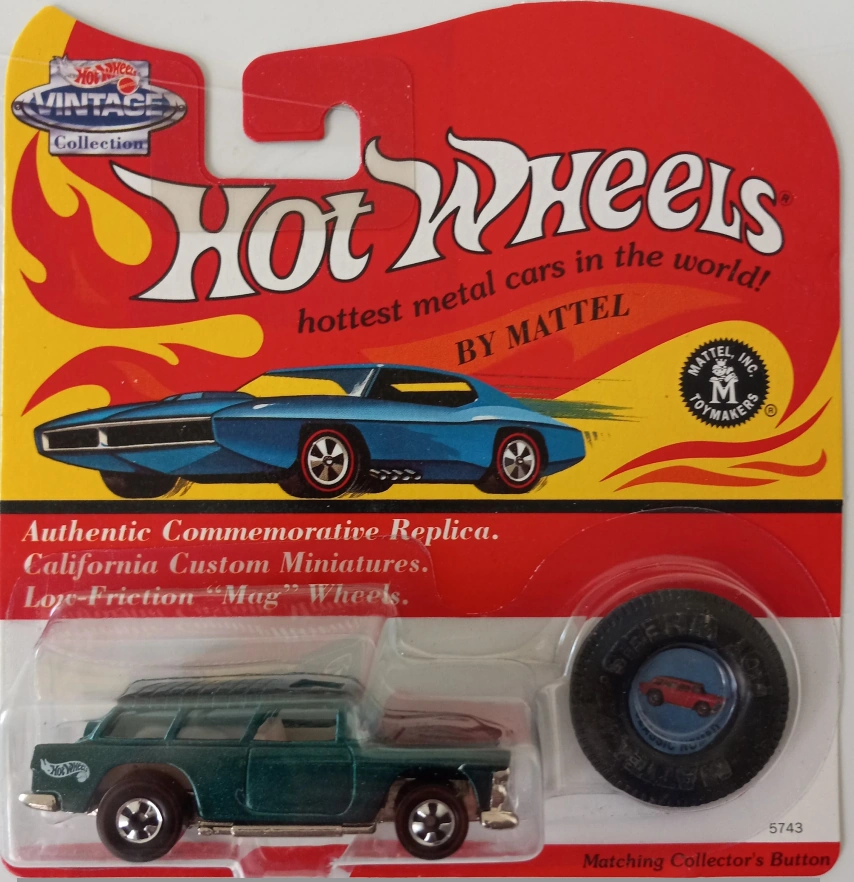 Hot Wheels
VINTAGE
Collection
Hot Wheels®
hottest metal cars in the world!
BY MATTEL
MATTEL, INC.
M
TOYMAKERS
®
Authentic Commemorative Replica.
California Custom Miniatures.
Low-Friction "Mag" Wheels.
Hot Wheels
5743
Matching Collector's Button